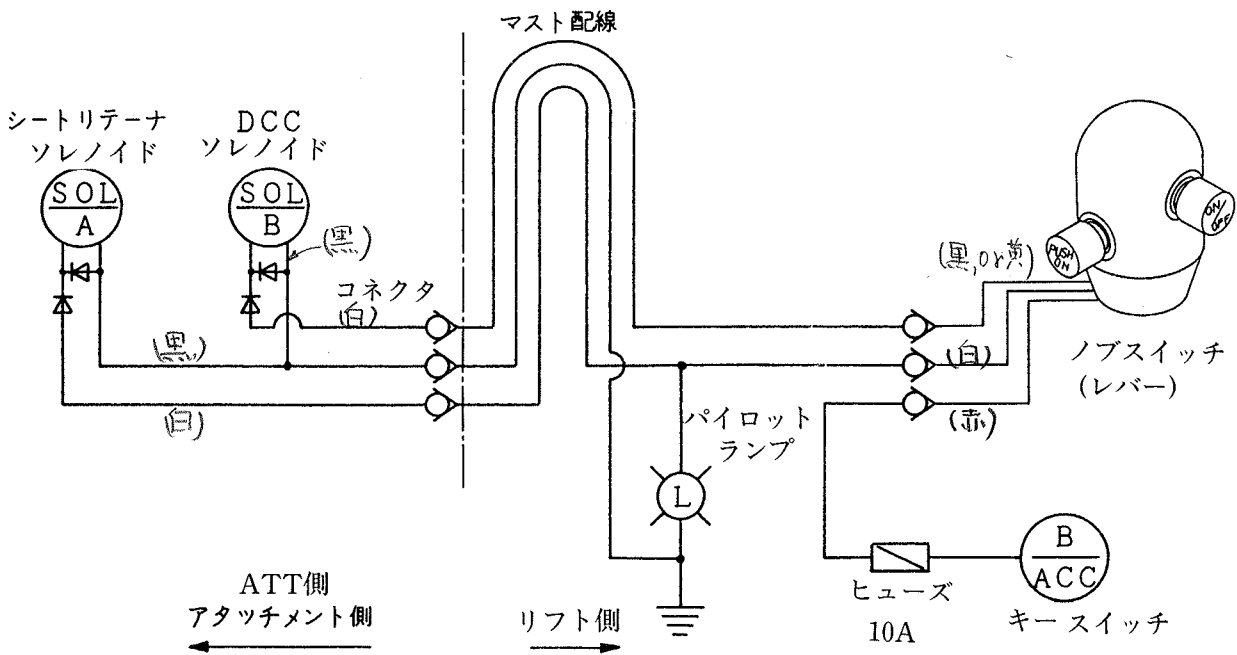 マスト配線
シートリテーナ
ソレノイド
DCC
ソレノイド
SOL
A
SOL
B
(黒)
コネクタ
(白)
(黒)
(白)
(黒,or黄)
(白)
(赤)
PUSH
ON
ON/
OFF
ノブスイッチ
(レバー)
パイロット
ランプ
L
B
ACC
ヒューズ
10A
キースイッチ
ATT側
アタッチメント側
リフト側